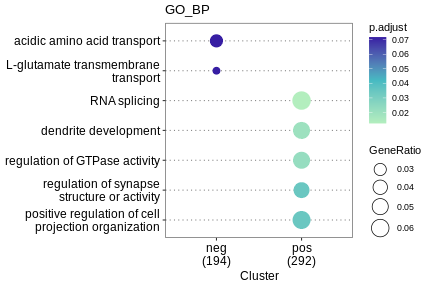 GO_BP
acidic amino acid transport
L-glutamate transmembrane
transport
RNA splicing
dendrite development
regulation of GTPase activity
regulation of synapse
structure or activity
positive regulation of cell
projection organization
neg
(194)
pos
(292)
Cluster
p.adjust
0.07
0.06
0.05
0.04
0.03
0.02
GeneRatio
0.03
0.04
0.05
0.06